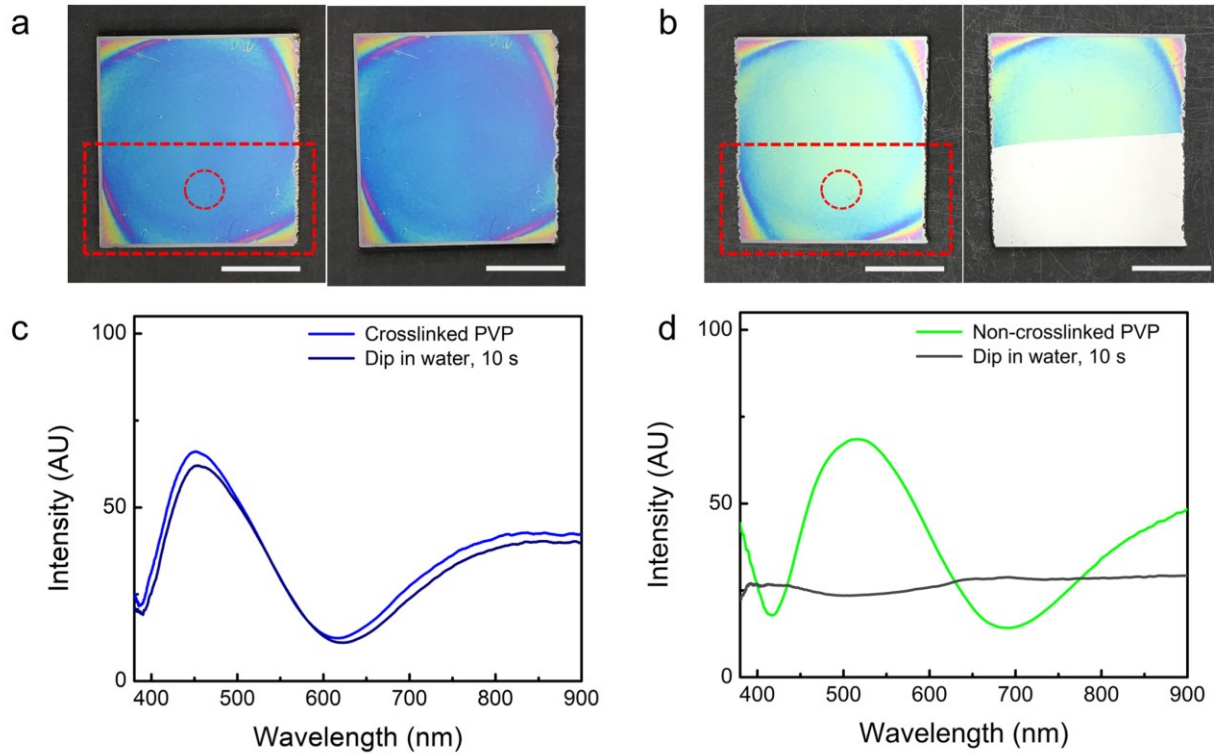 a
b
c
100
50
0
Intensity (AU)
Crosslinked PVP
Dip in water, 10 s
400 500 600 700 800 900
Wavelength (nm)
d
100
50
0
Intensity (AU)
Non-crosslinked PVP
Dip in water, 10 s
400 500 600 700 800 900
Wavelength (nm)